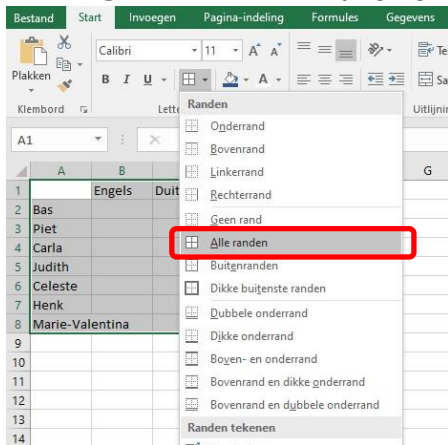 Bestand Start Invoegen Pagina-indeling Formules Gegevens
Plakken
Calibri 11 A A
B I U A
Klembord
Uitlijnin
A1
Randen
Onderrand
Bovenrand
Linkerrand
Rechterrand
Geen rand
Alle randen
Buitenranden
Dikke buitenste randen
Dubbele onderrand
Dikke onderrand
Boven- en onderrand
Bovenrand en dikke onderrand
Bovenrand en dubbele onderrand
Randen tekenen
A B G
1 Engels
2 Bas
3 Piet
4 Carla
5 Judith
6 Celeste
7 Henk
8 Marie-Valentina
9
10
11
12
13
14